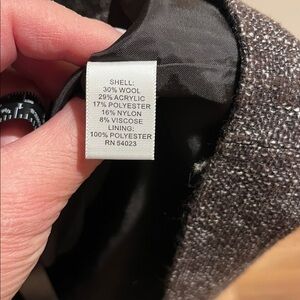 SHELL:
30% WOOL
29% ACRYLIC
17% POLYESTER
16% NYLON
8% VISCOSE
LINING:
100% POLYESTER
RN 54023